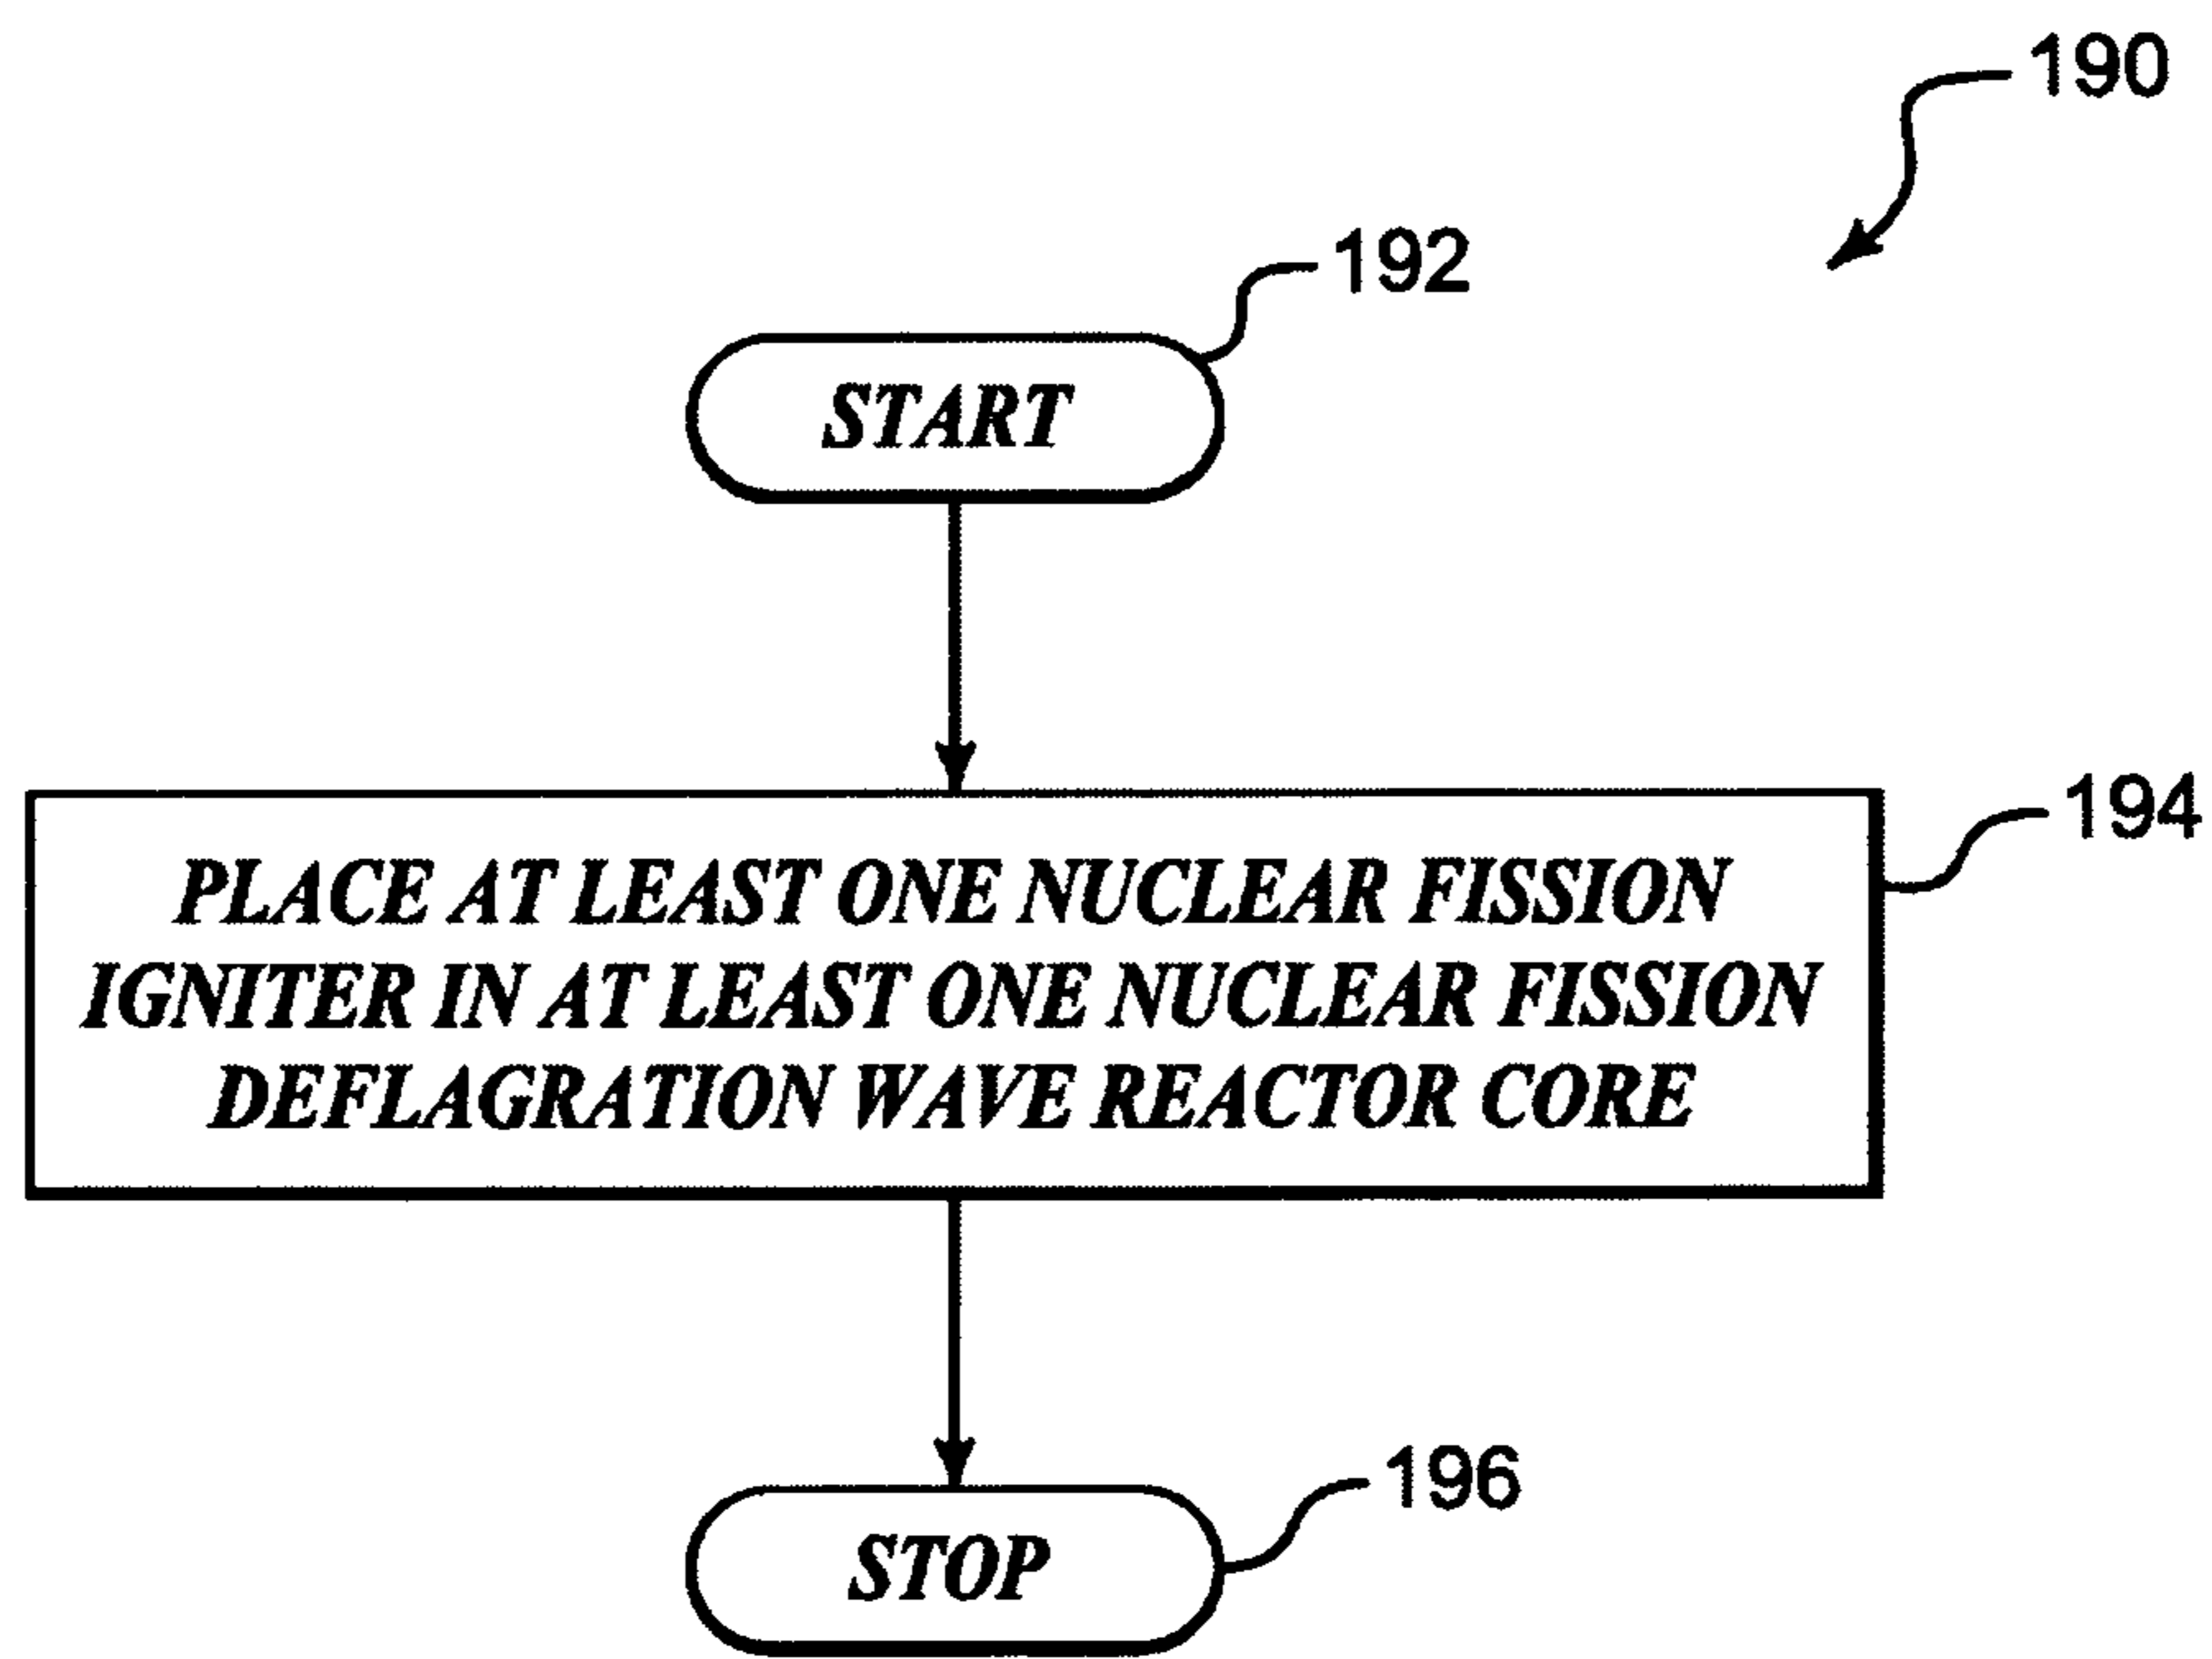 190
192
START
194
PLACE AT LEAST ONE NUCLEAR FISSION
IGNITER IN AT LEAST ONE NUCLEAR FISSION
DEFLAGRATION WAVE REACTOR CORE
196
STOP